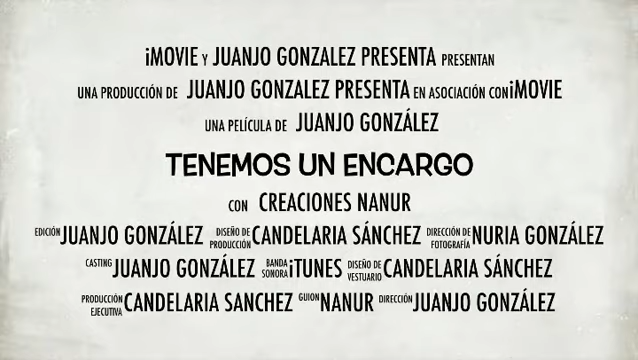 iMOVIE Y JUANJO GONZALEZ PRESENTA PRESENTAN
UNA PRODUCCIÓN DE JUANJO GONZALEZ PRESENTA EN ASOCIACIÓN CON iMOVIE
UNA PELÍCULA DE JUANJO GONZÁLEZ
TENEMOS UN ENCARGO
CON CREACIONES NANUR
EDICIÓN JUANJO GONZÁLEZ DISEÑO DE PRODUCCIÓN CANDELARIA SÁNCHEZ DIRECCIÓN DE FOTOGRAFÍA NURIA GONZÁLEZ
CASTING JUANJO GONZÁLEZ BANDA SONORA iTUNES DISEÑO DE VESTUARIO CANDELARIA SÁNCHEZ
PRODUCCIÓN EJECUTIVA CANDELARIA SANCHEZ GUION NANUR DIRECCIÓN JUANJO GONZÁLEZ